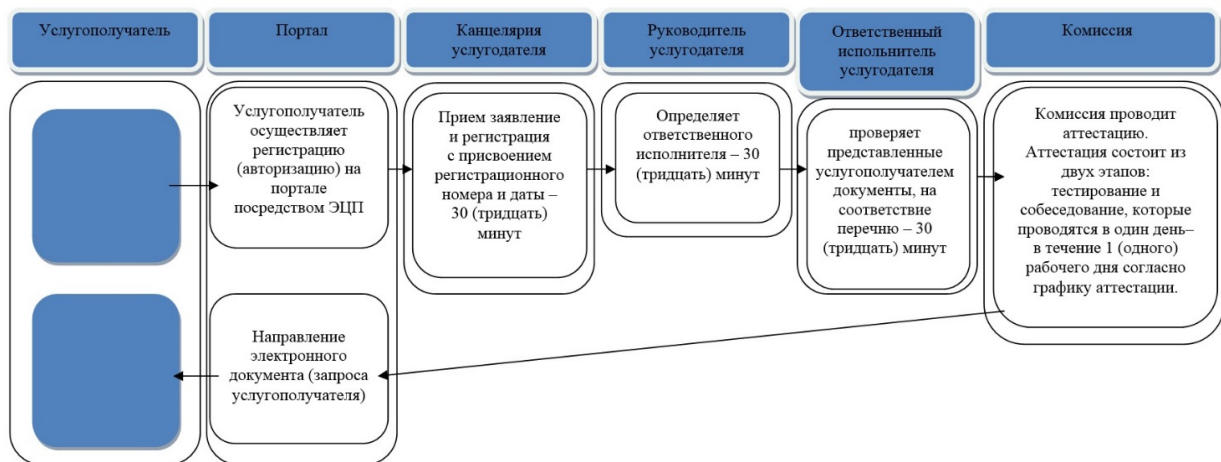 Услугополучатель
Портал
Канцелярия
услугодателя
Руководитель
услугодателя
Ответственный
испольнитель
услугодателя
Комиссия
Услугополучатель
осуществляет
регистрацию
(авторизацию) на
портале
посредством ЭЦП
Прием заявление
и регистрация
с присвоением
регистрационного
номера и даты –
30 (тридцать)
минут
Определяет
ответственного
исполнителя – 30
(тридцать) минут
проверяет
представленные
услугополучателем
документы, на
соответствие
перечню – 30
(тридцать) минут
Комиссия проводит
аттестацию.
Аттестация состоит из
двух этапов:
тестирование и
собеседование, которые
проводятся в один день–
в течение 1 (одного)
рабочего дня согласно
графику аттестации.
Направление
электронного
документа (запроса
услугополучателя)